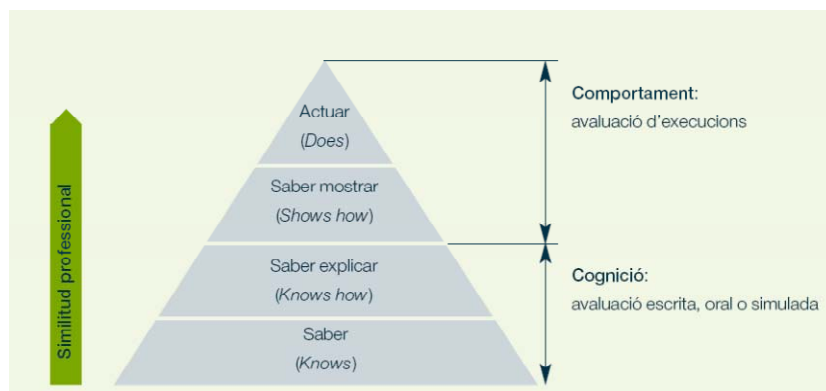 Actuar
(Does)
Saber mostrar
(Shows how)
Saber explicar
(Knows how)
Saber
(Knows)
Similitud professional
Comportament:
avaluació d'execucions
Cognició:
avaluació escrita, oral o simulada